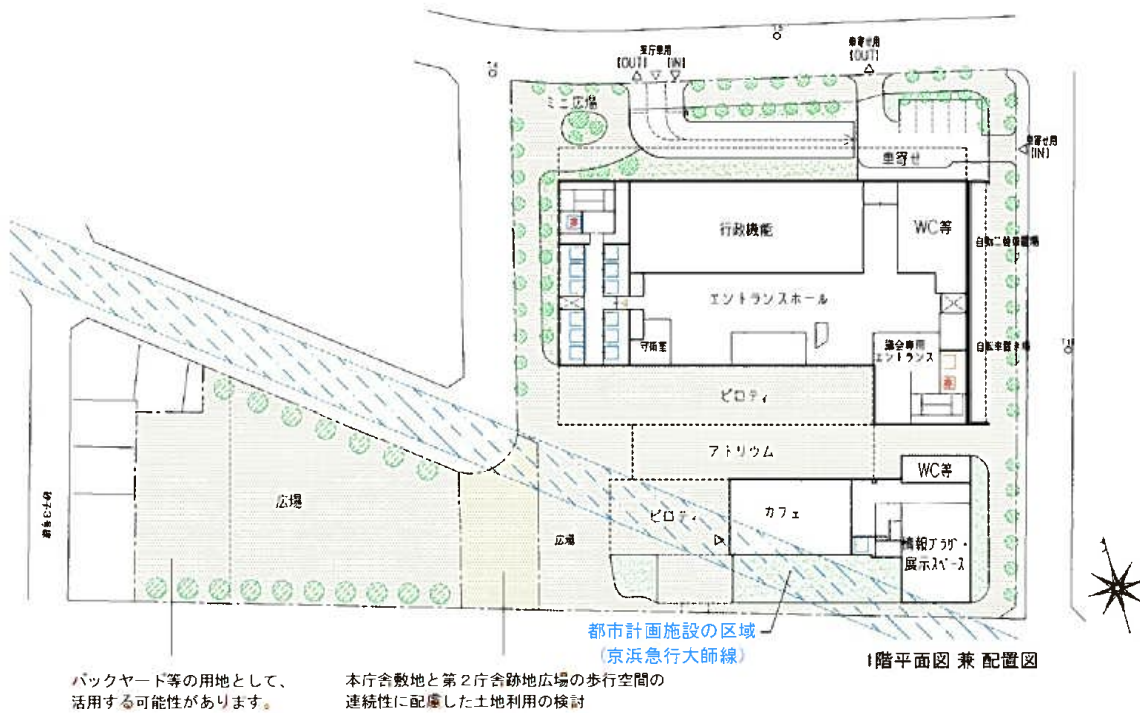 来庁車用
[OUT] [IN]
車寄せ用
[OUT]
ミニ広場
車寄せ用
[IN]
車寄せ
行政機能
WC等
自動二輪車置場
エントランスホール
守衛室
議会専用
エントランス
自転車置き場
ピロティ
アトリウム
WC等
広場
ピロティ
カフェ
広場
情報プラザ・
展示スペース
都市計画施設の区域
(京浜急行大師線)
1階平面図 兼 配置図
バックヤード等の用地として、
活用する可能性があります。
本庁舎敷地と第2庁舎跡地広場の歩行空間の
連続性に配慮した土地利用の検討